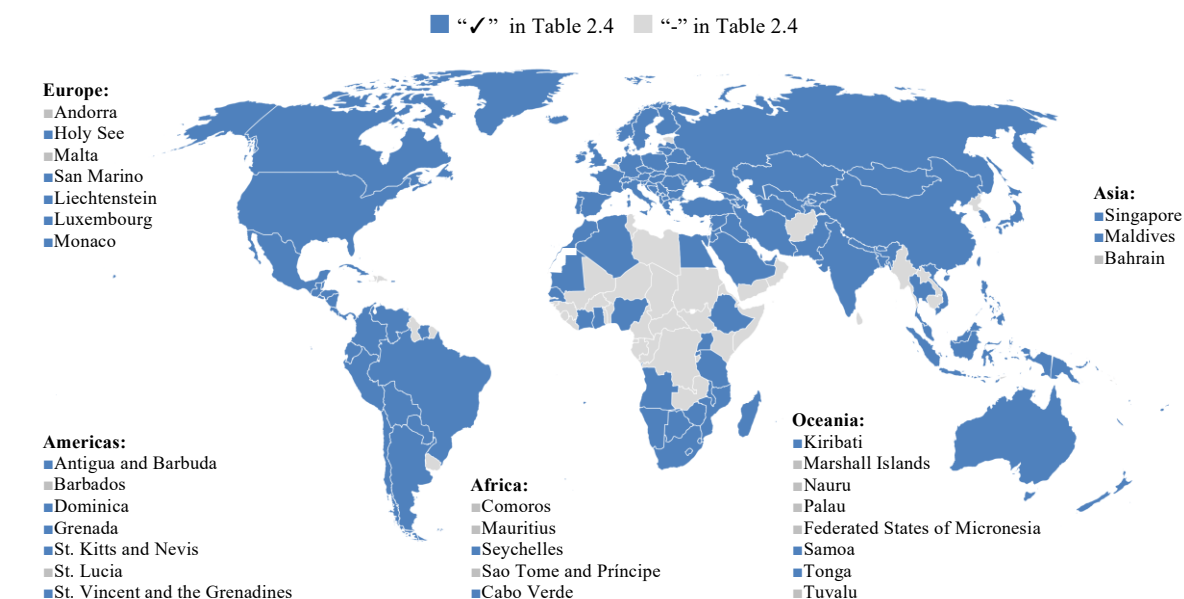 “✓” in Table 2.4 “-” in Table 2.4
Europe:
Andorra
Holy See
Malta
San Marino
Liechtenstein
Luxembourg
Monaco
Asia:
Singapore
Maldives
Bahrain
Americas:
Antigua and Barbuda
Barbados
Dominica
Grenada
St. Kitts and Nevis
St. Lucia
St. Vincent and the Grenadines
Africa:
Comoros
Mauritius
Seychelles
Sao Tome and Príncipe
Cabo Verde
Oceania:
Kiribati
Marshall Islands
Nauru
Palau
Federated States of Micronesia
Samoa
Tonga
Tuvalu